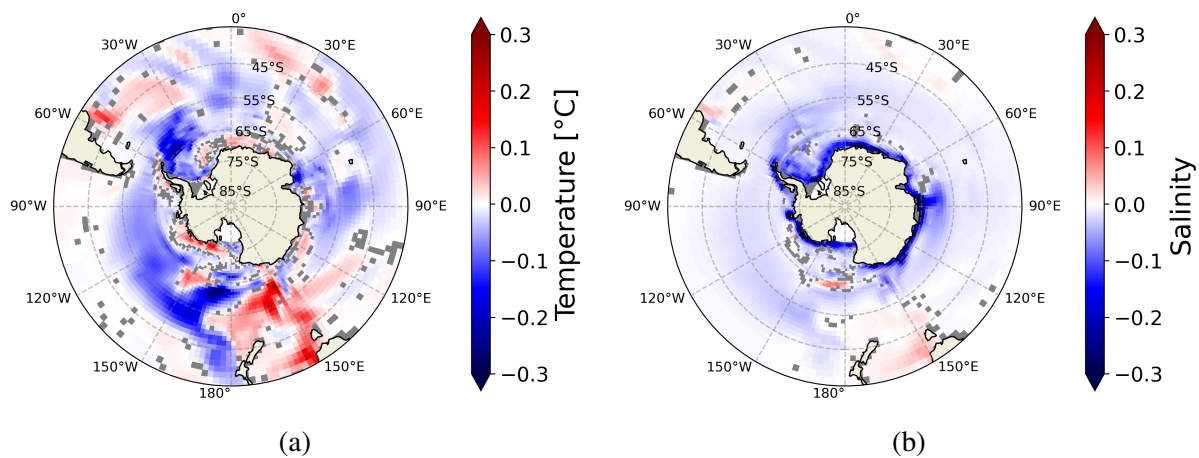 0°
30°W
30°E
45°S
60°W
55°S
60°E
65°S
75°S
85°S
90°W
90°E
120°W
120°E
150°W
150°E
180°
0.3
0.2
0.1
0.0
−0.1
−0.2
−0.3
Temperature [°C]
(a)
0°
30°W
30°E
45°S
60°W
55°S
60°E
65°S
75°S
85°S
90°W
90°E
120°W
120°E
150°W
150°E
180°
0.3
0.2
0.1
0.0
−0.1
−0.2
−0.3
Salinity
(b)